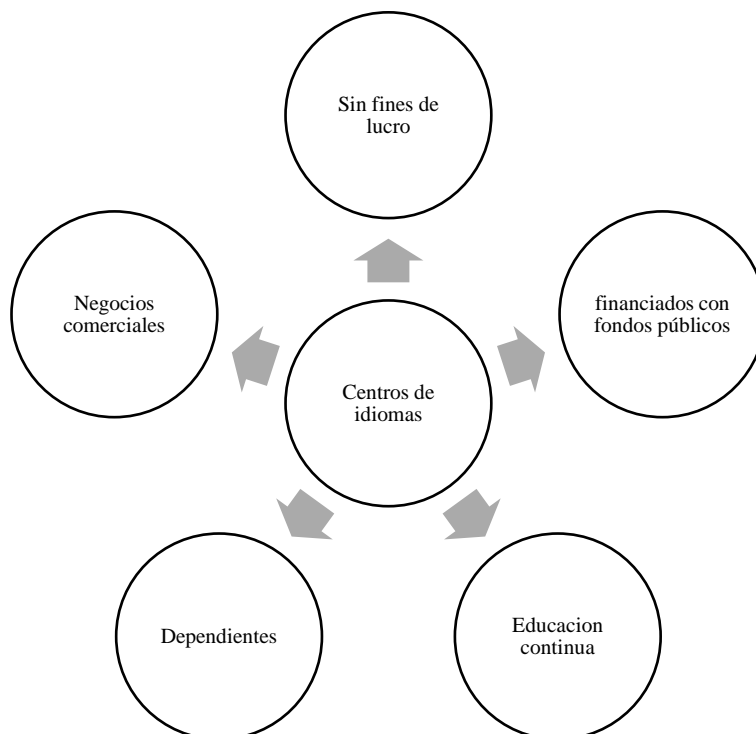 Sin fines de
lucro
Negocios
comerciales
financiados con
fondos públicos
Centros de
idiomas
Dependientes
Educacion
continua